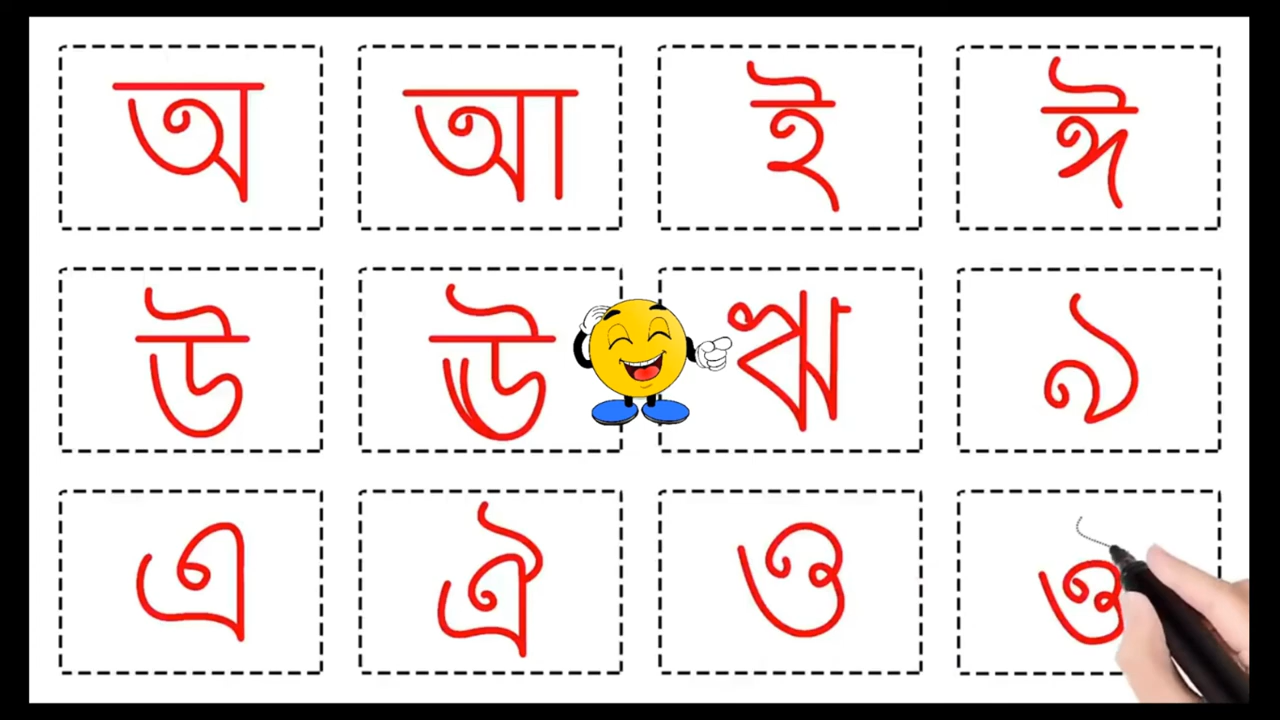 অ আ ই ঈ
উ ঊ ঋ ঌ
এ ঐ ও